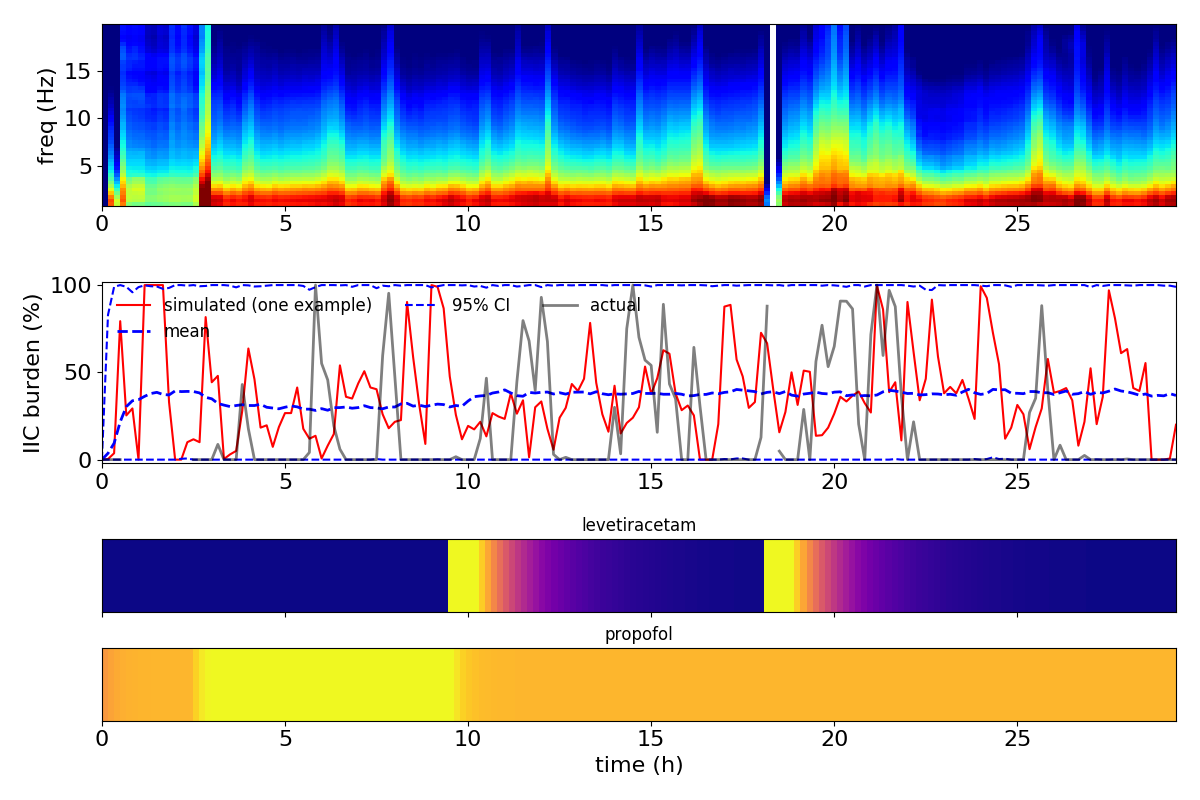 freq (Hz)
15
10
5
0 5 10 15 20 25
IIC burden (%)
100
50
0
simulated (one example) 95% CI actual
mean
0 5 10 15 20 25
levetiracetam
propofol
0 5 10 15 20 25
time (h)